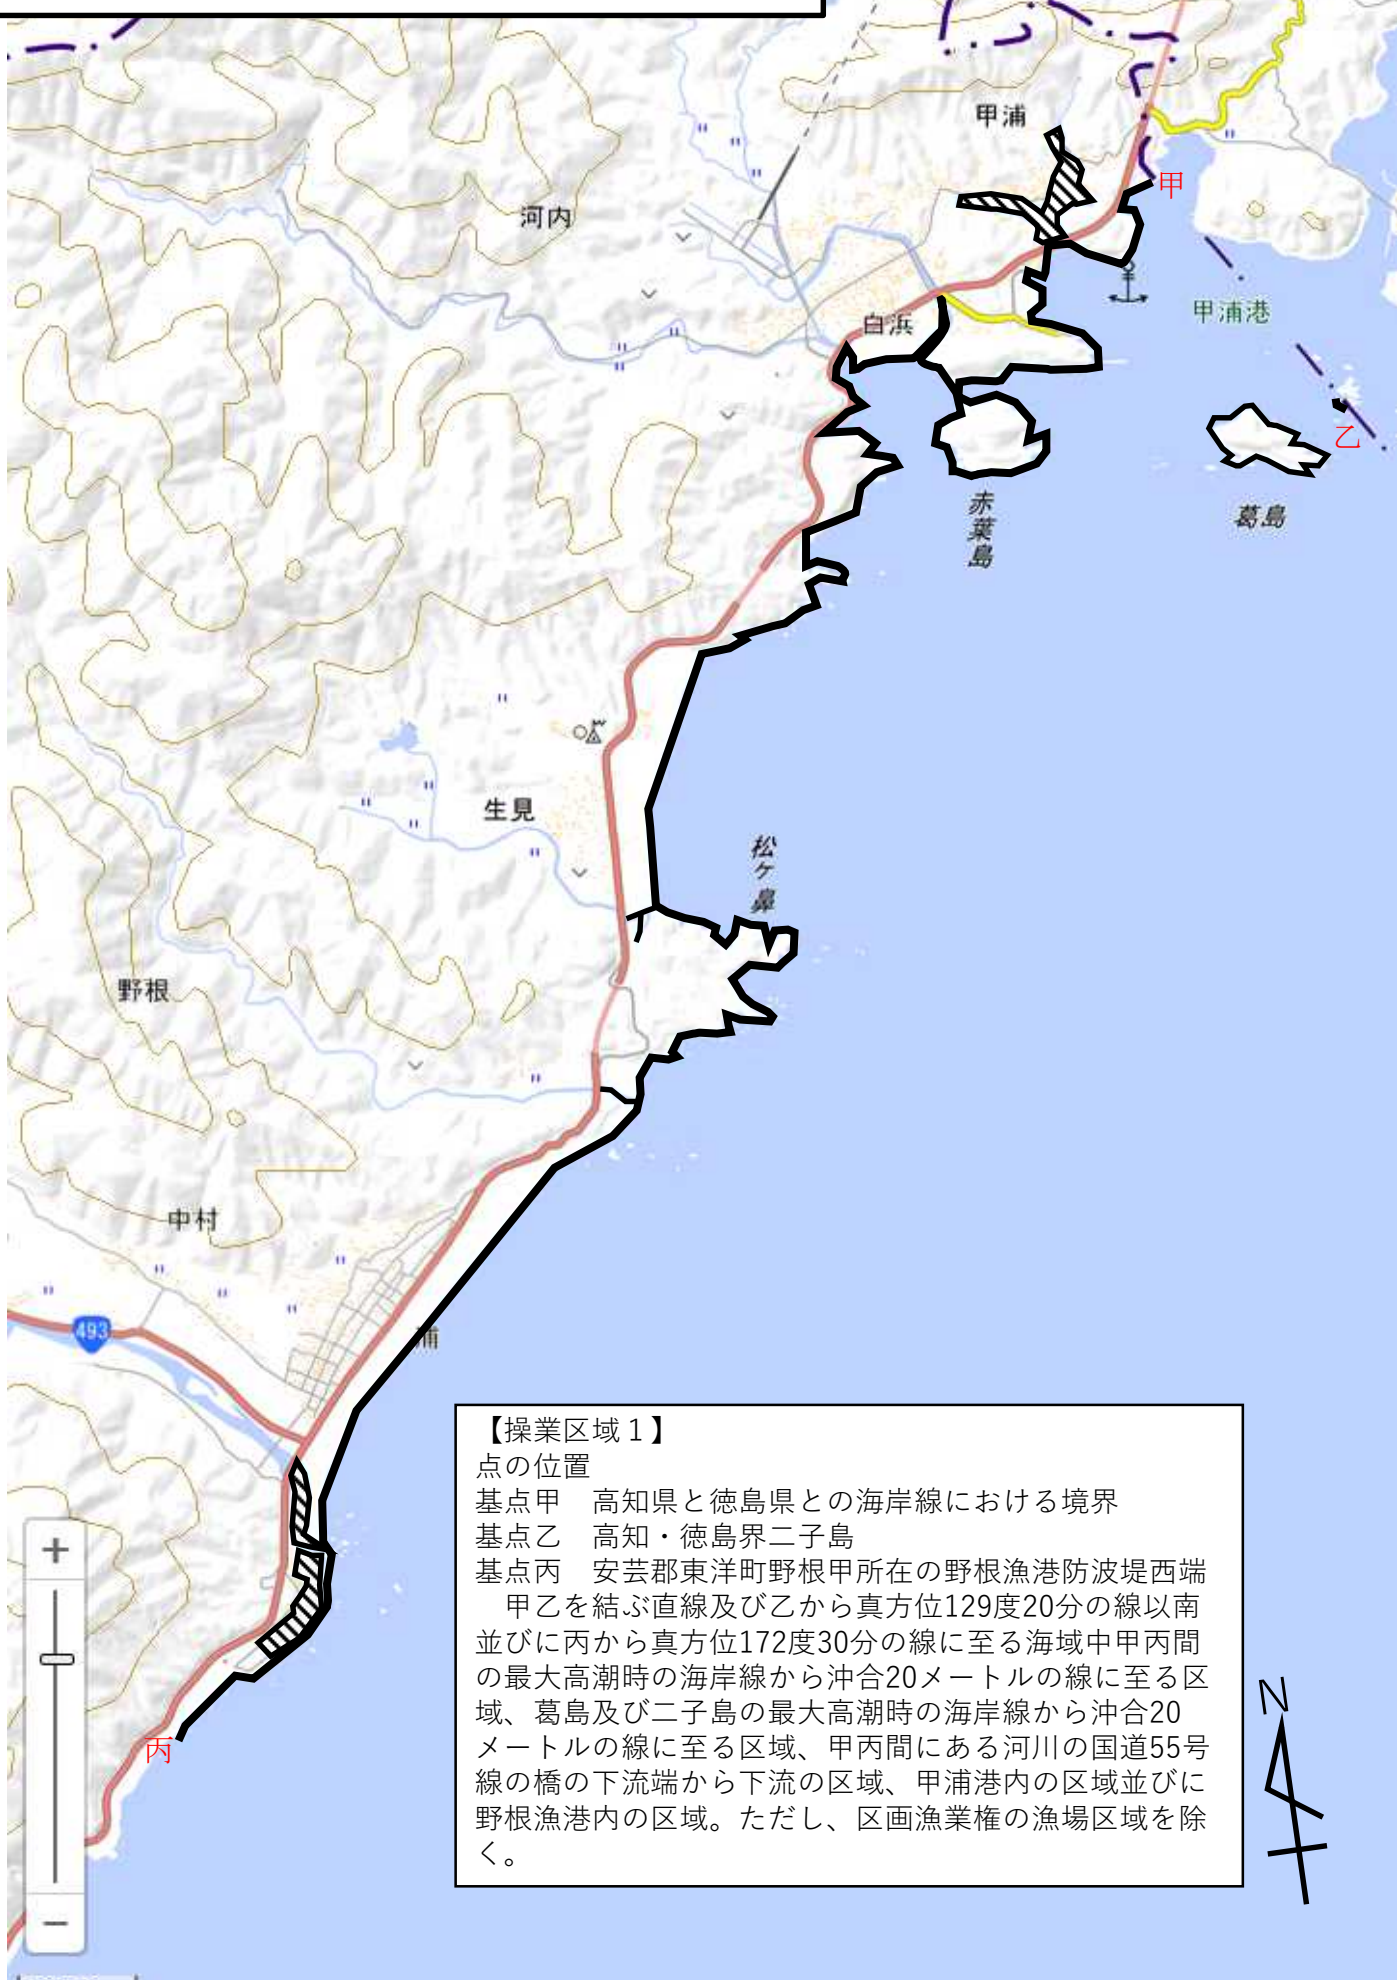 甲浦
甲
河内
甲浦港
白浜
乙
赤葉島
葛島
生見
松ヶ鼻
野根
中村
493
浦
【操業区域１】
点の位置
基点甲　高知県と徳島県との海岸線における境界
基点乙　高知・徳島界二子島
基点丙　安芸郡東洋町野根甲所在の野根漁港防波堤西端
　甲乙を結ぶ直線及び乙から真方位129度20分の線以南
並びに丙から真方位172度30分の線に至る海域中甲丙間
の最大高潮時の海岸線から沖合20メートルの線に至る区
域、葛島及び二子島の最大高潮時の海岸線から沖合20
メートルの線に至る区域、甲丙間にある河川の国道55号
線の橋の下流端から下流の区域、甲浦港内の区域並びに
野根漁港内の区域。ただし、区画漁業権の漁場区域を除
く。
＋
丙
N
－